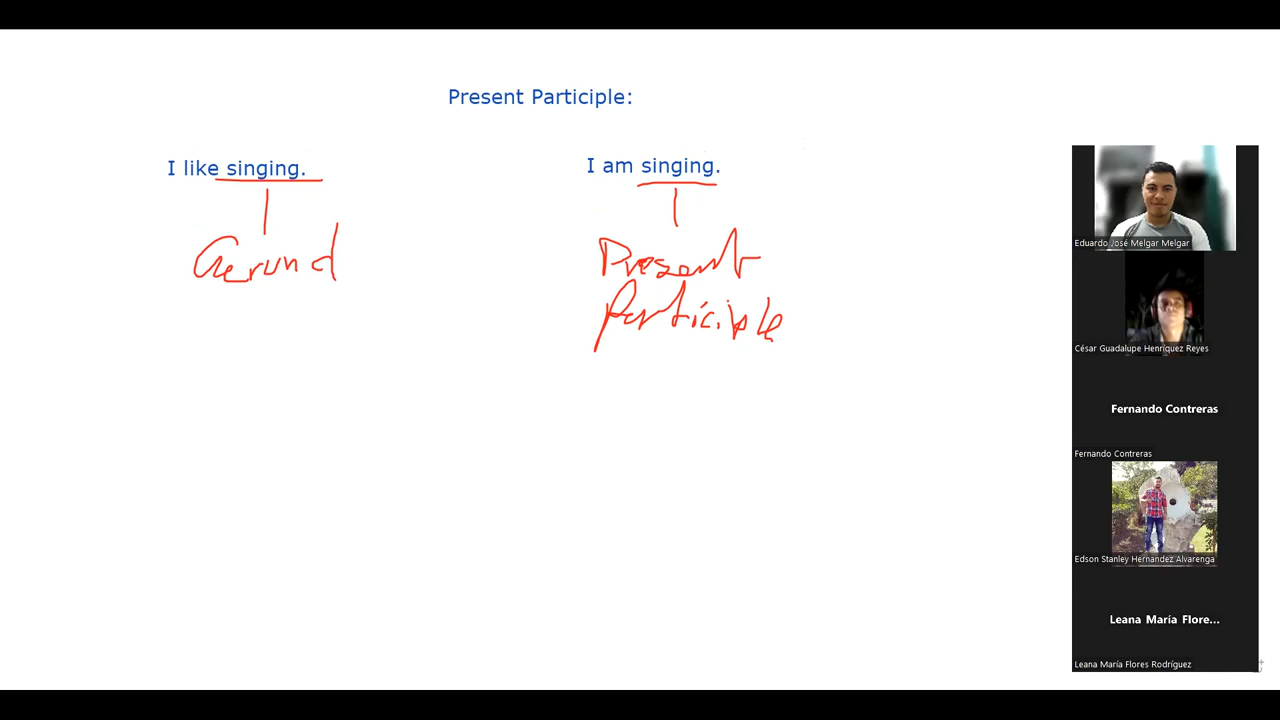 Present Participle:
I like singing.
I am singing.
Gerund
Present
Participle
Eduardo José Melgar Melgar
César Guadalupe Henríquez Reyes
Fernando Contreras
Fernando Contreras
Edson Stanley Hernandez Alvarenga
Leana María Flore...
Leana María Flores Rodríguez